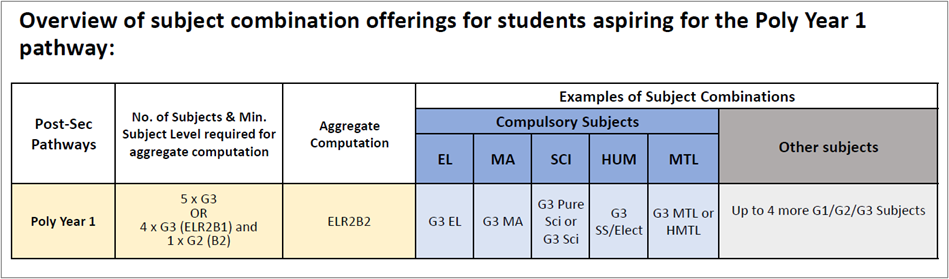 Overview of subject combination offerings for students aspiring for the Poly Year 1
pathway:
Post-Sec
Pathways
No. of Subjects & Min.
Subject Level required for
aggregate computation
Aggregate
Computation
Examples of Subject Combinations
Compulsory Subjects
Other subjects
EL
MA
SCI
HUM
MTL
Poly Year 1
5 x G3
OR
4 x G3 (ELR2B1) and
1 x G2 (B2)
ELR2B2
G3 EL
G3 MA
G3 Pure
Sci or
G3 Sci
G3
SS/Elect
G3 MTL or
HMTL
Up to 4 more G1/G2/G3 Subjects